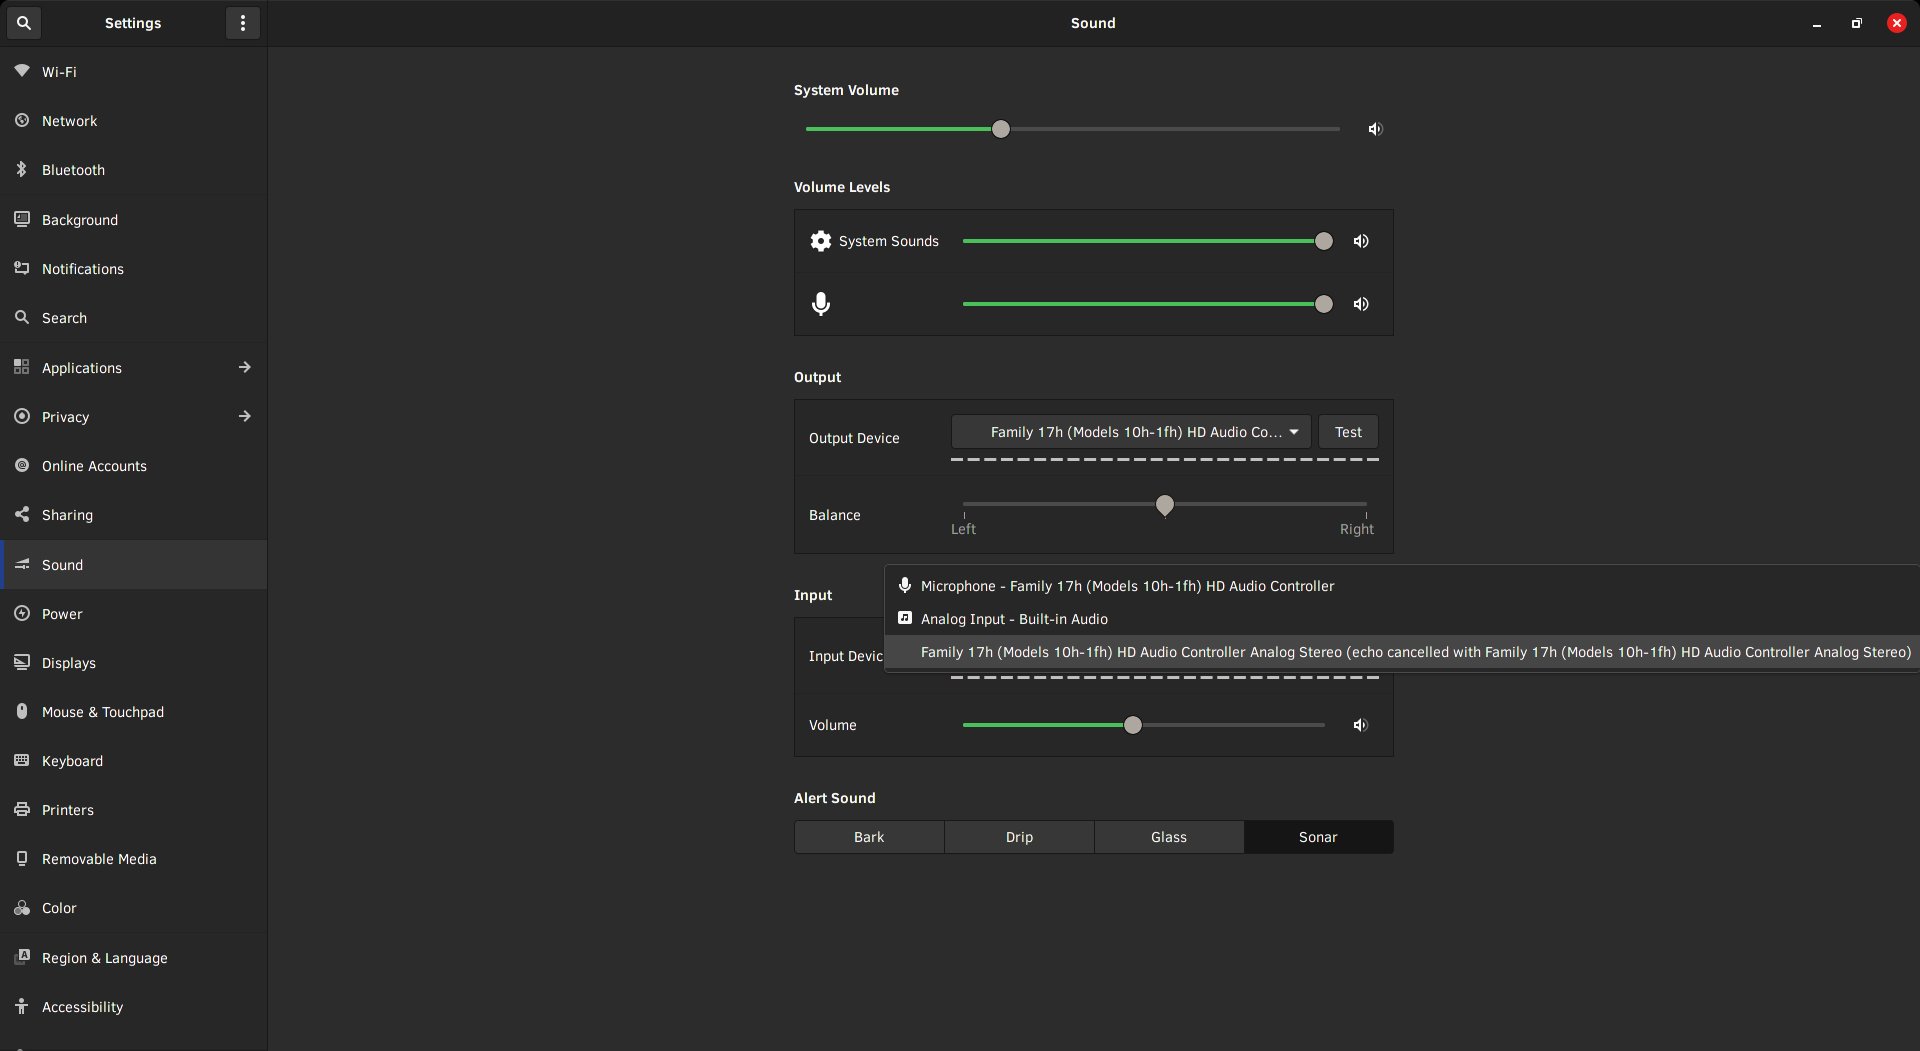 Settings
Sound
Wi-Fi
Network
Bluetooth
Background
Notifications
Search
Applications
Privacy
Online Accounts
Sharing
Sound
Power
Displays
Mouse & Touchpad
Keyboard
Printers
Removable Media
Color
Region & Language
Accessibility
System Volume
Volume Levels
System Sounds
Output
Output Device
Family 17h (Models 10h-1fh) HD Audio Co…
Test
Balance
Left
Right
Input
Microphone - Family 17h (Models 10h-1fh) HD Audio Controller
Analog Input - Built-in Audio
Input Devic
Family 17h (Models 10h-1fh) HD Audio Controller Analog Stereo (echo cancelled with Family 17h (Models 10h-1fh) HD Audio Controller Analog Stereo)
Volume
Alert Sound
Bark
Drip
Glass
Sonar